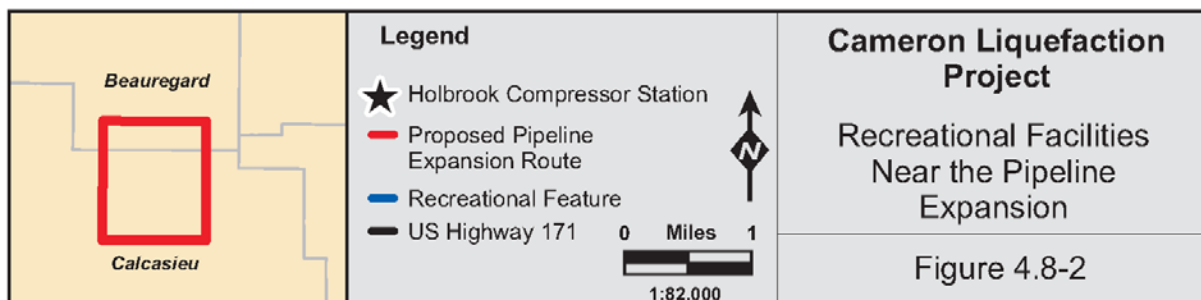 Beauregard
Calcasieu
Legend
Holbrook Compressor Station
Proposed Pipeline
Expansion Route
Recreational Feature
US Highway 171
N
0 Miles 1
1:82,000
Cameron Liquefaction
Project
Recreational Facilities
Near the Pipeline
Expansion
Figure 4.8-2